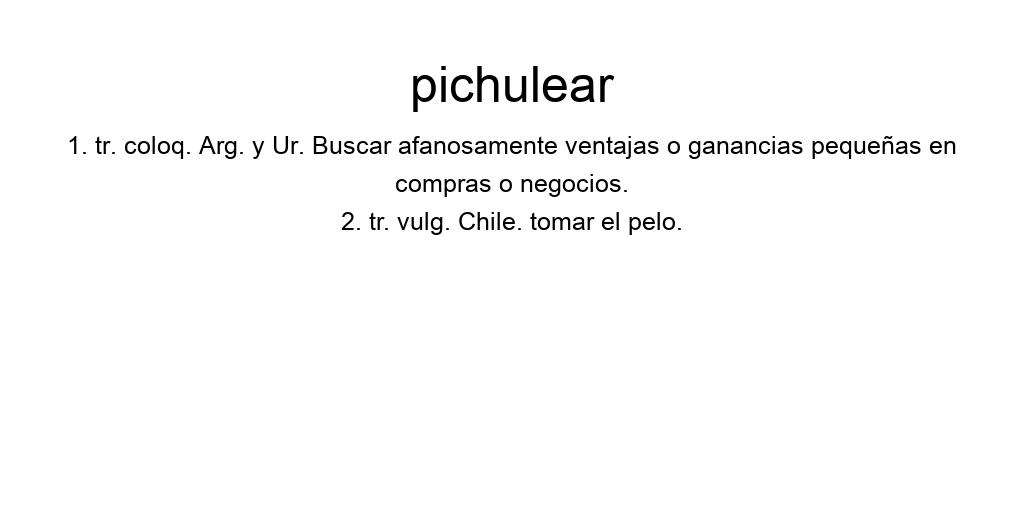 pichulear
1. tr. coloq. Arg. y Ur. Buscar afanosamente ventajas o ganancias pequeñas en
compras o negocios.
2. tr. vulg. Chile. tomar el pelo.